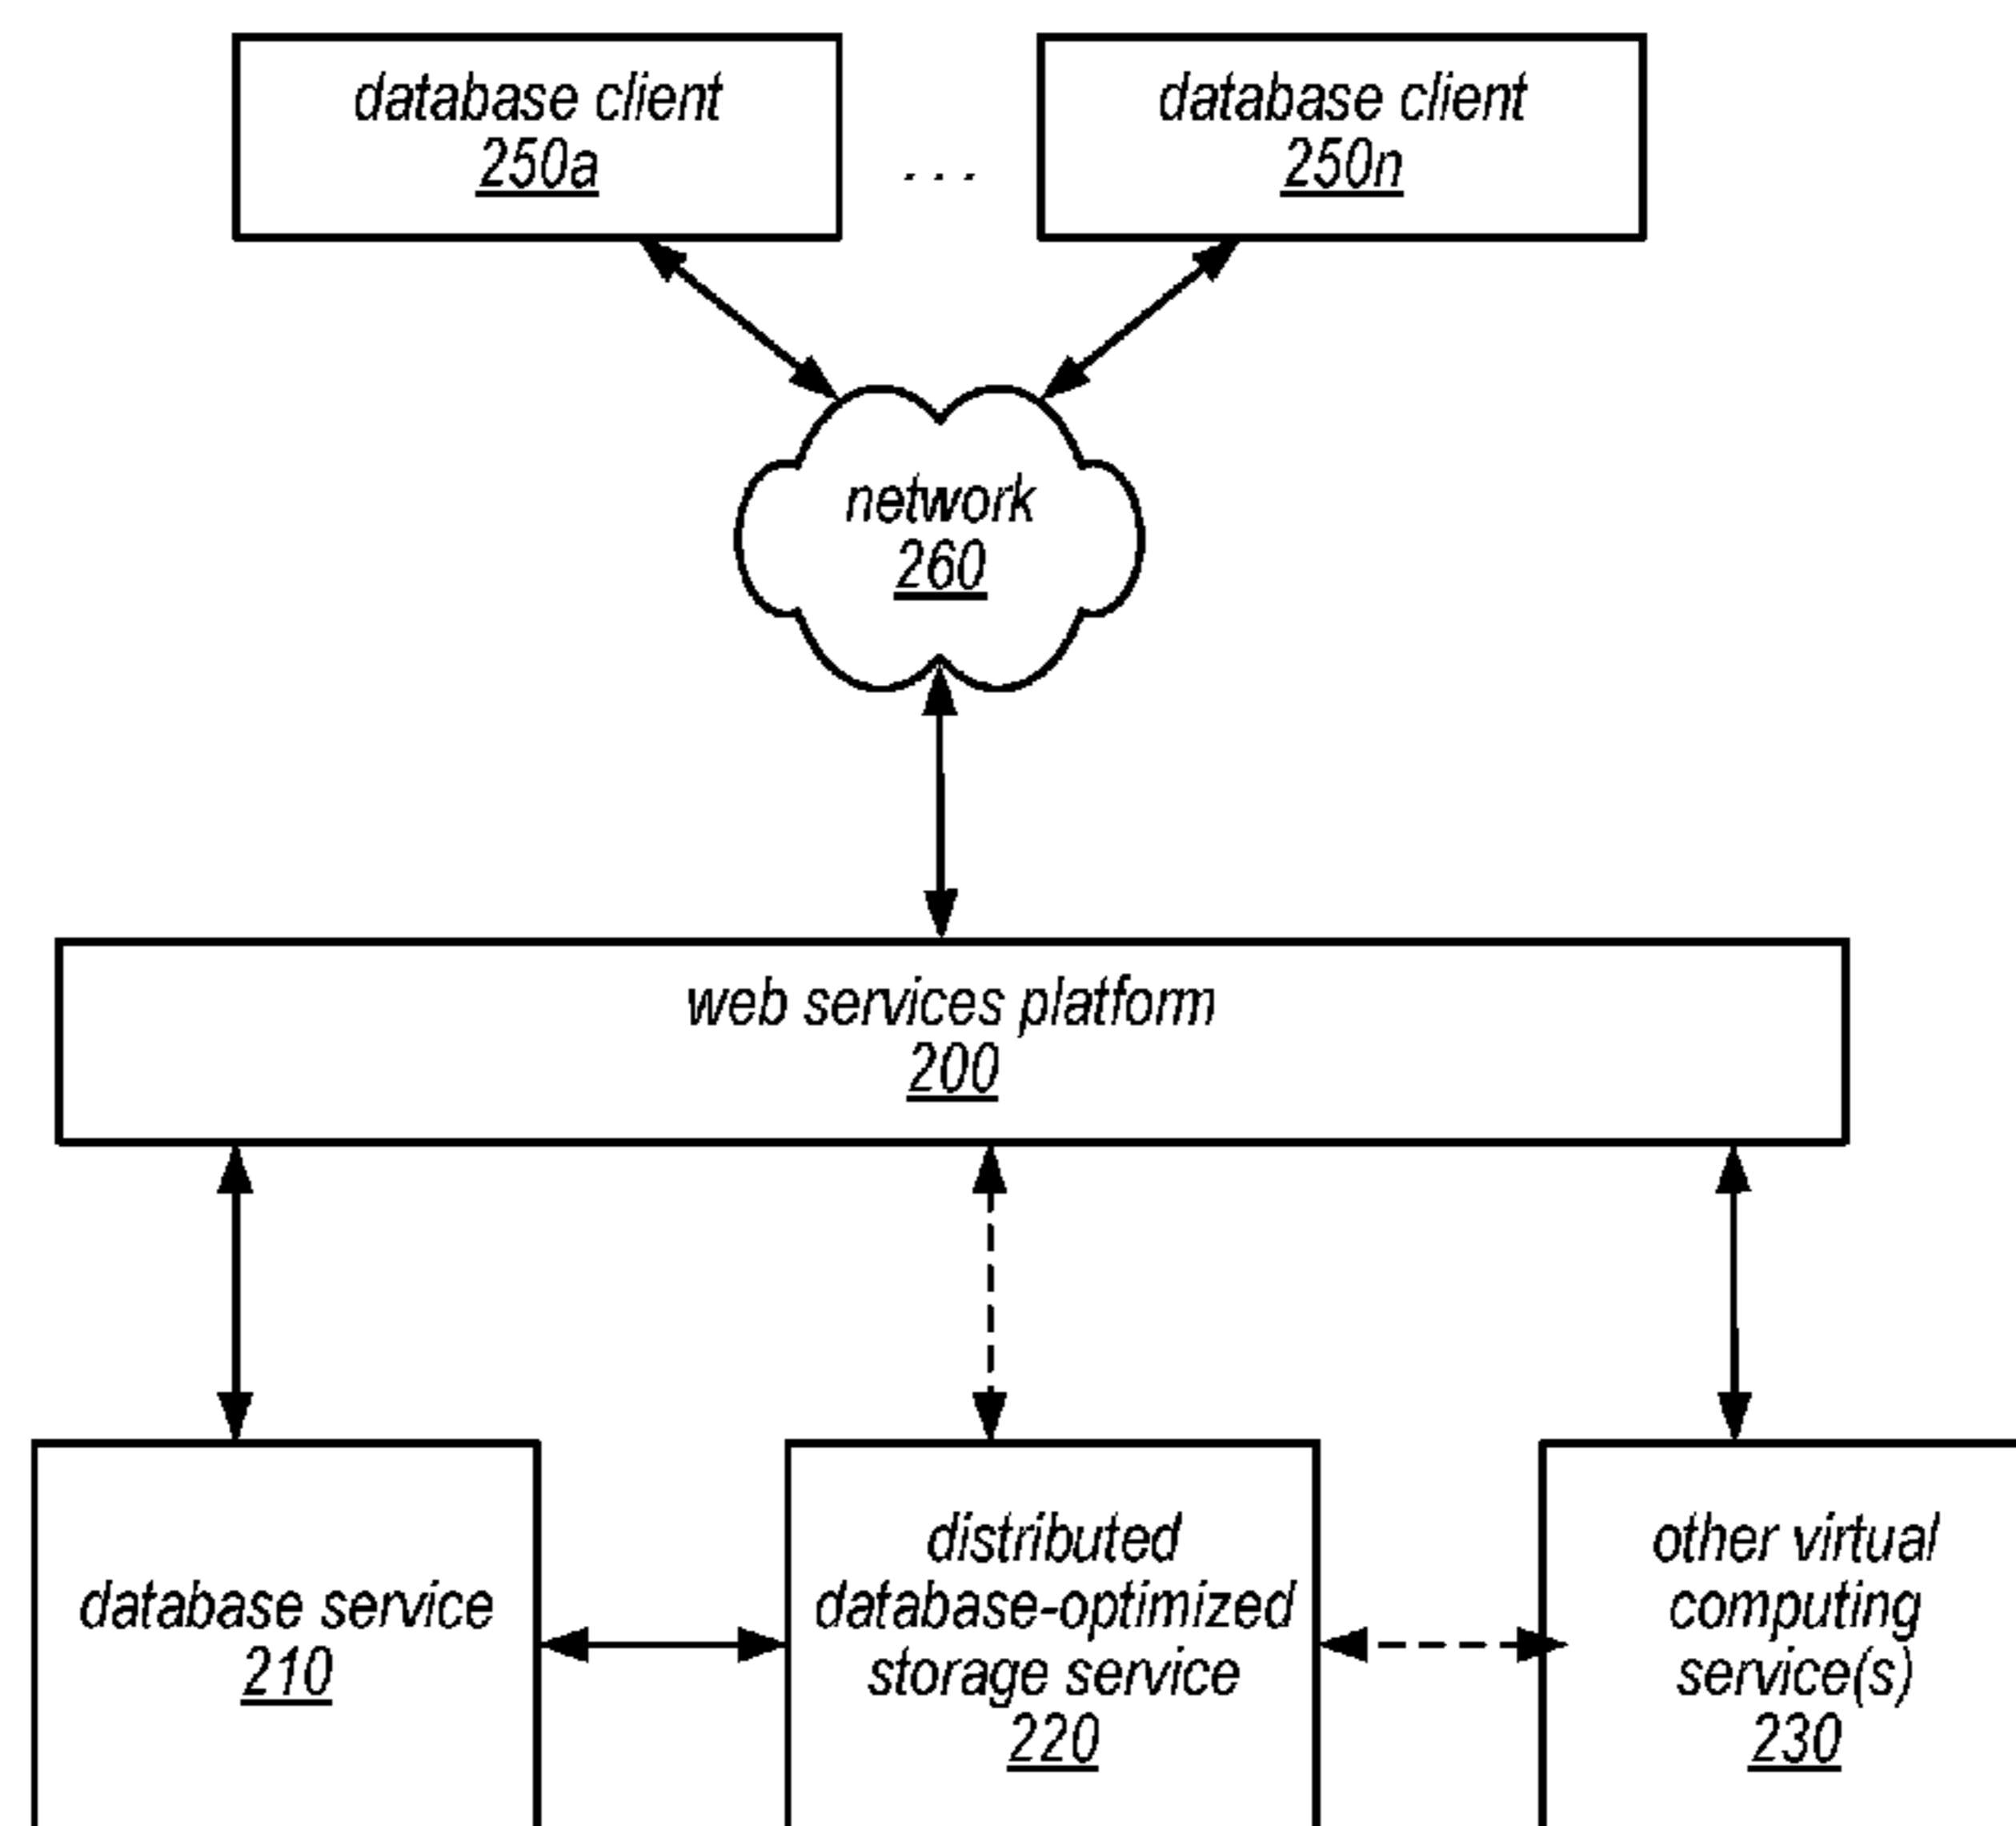 database client
250a
. . .
database client
250n
network
260
web services platform
200
database service
210
distributed
database-optimized
storage service
220
other virtual
computing
service(s)
230